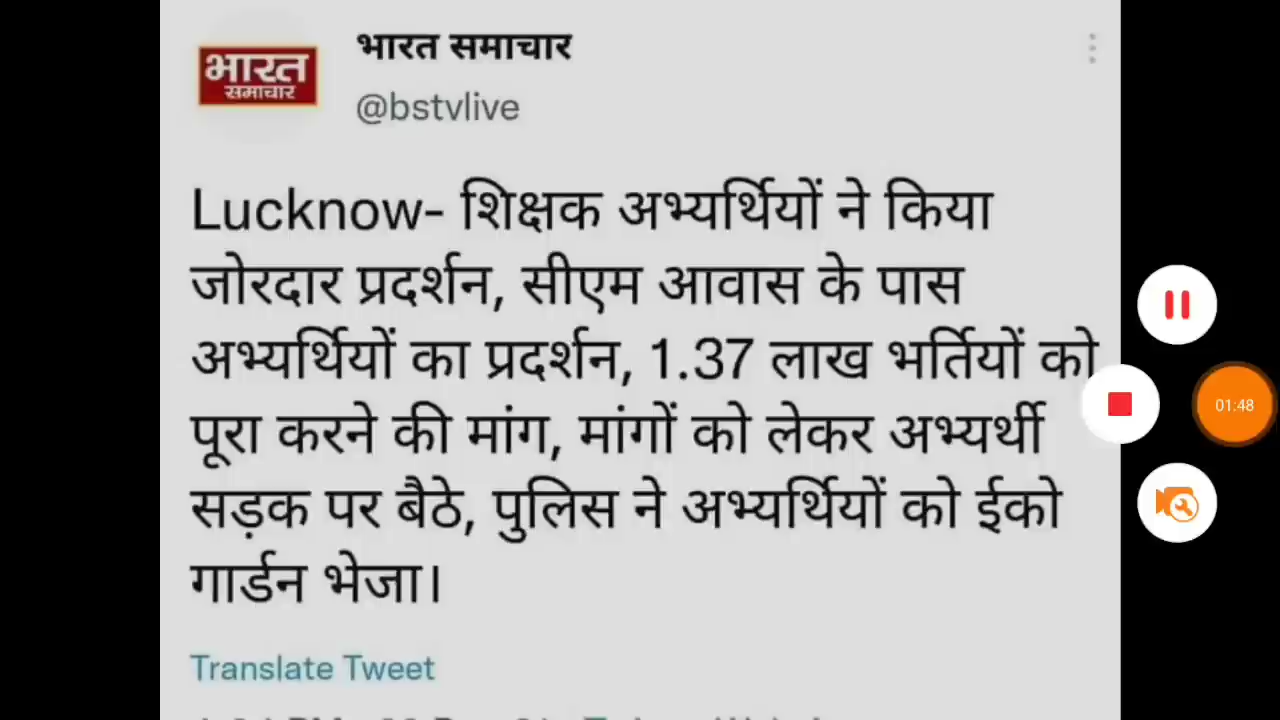 भारत समाचार
भारत
समाचार
@bstvlive
Lucknow- शिक्षक अभ्यर्थियों ने किया
जोरदार प्रदर्शन, सीएम आवास के पास
अभ्यर्थियों का प्रदर्शन, 1.37 लाख भर्तियों को
पूरा करने की मांग, मांगों को लेकर अभ्यर्थी
सड़क पर बैठे, पुलिस ने अभ्यर्थियों को ईको
गार्डन भेजा।
Translate Tweet
01:48